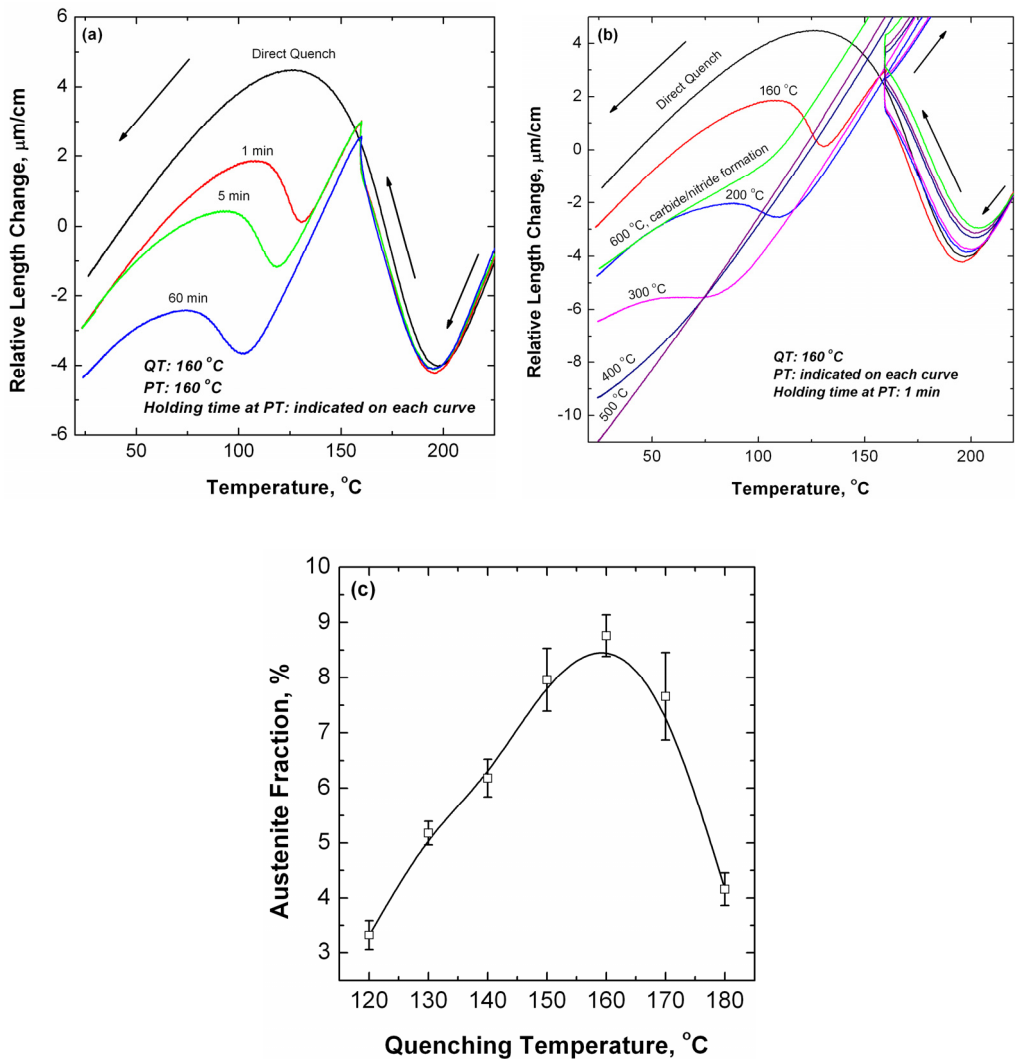 (a)
Direct Quench
1 min
5 min
60 min
QT: 160 °C
PT: 160 °C
Holding time at PT: indicated on each curve
6
4
2
0
-2
-4
-6
50
100
150
200
Relative Length Change, μm/cm
Temperature, °C
(b)
Direct Quench
160 °C
600 °C, carbide/nitride formation
200 °C
300 °C
400 °C
500 °C
QT: 160 °C
PT: indicated on each curve
Holding time at PT: 1 min
4
2
0
-2
-4
-6
-8
-10
50
100
150
200
Relative Length Change, μm/cm
Temperature, °C
(c)
10
9
8
7
6
5
4
3
120
130
140
150
160
170
180
Austenite Fraction, %
Quenching Temperature, °C